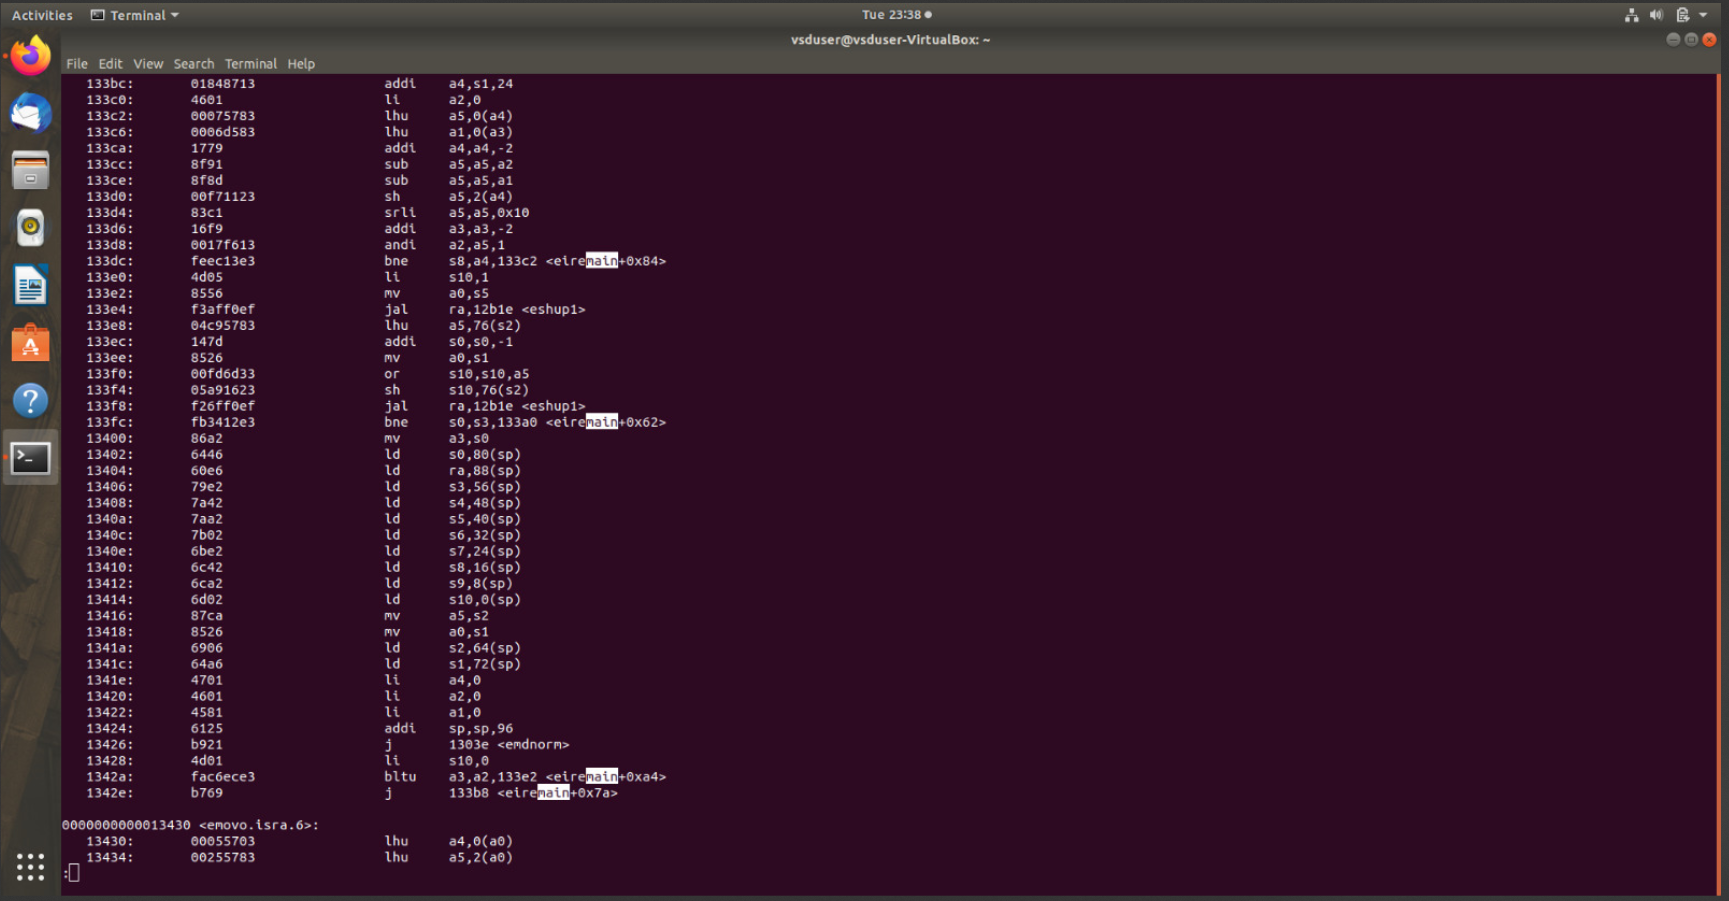 Activities Terminal Tue 23:38
vsduser@vsduser-VirtualBox: ~
File Edit View Search Terminal Help
133bc: 01848713 addi a4,s1,24
133c0: 4601 li a2,0
133c2: 00075783 lhu a5,0(a4)
133c6: 0006d583 lhu a1,0(a3)
133ca: 1779 addi a4,a4,-2
133cc: 8f91 sub a5,a5,a2
133ce: 8f8d sub a5,a5,a1
133d0: 00f71123 sh a5,2(a4)
133d4: 83c1 srli a5,a5,0x10
133d6: 16f9 addi a3,a3,-2
133d8: 0017f613 andi a2,a5,1
133dc: feec13e3 bne s8,a4,133c2 <eiremain+0x84>
133e0: 4d05 li s10,1
133e2: 8556 mv a0,s5
133e4: f3aff0ef jal ra,12b1e <eshup1>
133e8: 04c95783 lhu a5,76(s2)
133ec: 147d addi s0,s0,-1
133ee: 8526 mv a0,s1
133f0: 00fd6d33 or s10,s10,a5
133f4: 05a91623 sh s10,76(s2)
133f8: f26ff0ef jal ra,12b1e <eshup1>
133fc: fb3412e3 bne s0,s3,133a0 <eiremain+0x62>
13400: 86a2 mv a3,s0
13402: 6446 ld s0,80(sp)
13404: 60e6 ld ra,88(sp)
13406: 79e2 ld s3,56(sp)
13408: 7a42 ld s4,48(sp)
1340a: 7aa2 ld s5,40(sp)
1340c: 7b02 ld s6,32(sp)
1340e: 6be2 ld s7,24(sp)
13410: 6c42 ld s8,16(sp)
13412: 6ca2 ld s9,8(sp)
13414: 6d02 ld s10,0(sp)
13416: 87ca mv a5,s2
13418: 8526 mv a0,s1
1341a: 6906 ld s2,64(sp)
1341c: 64a6 ld s1,72(sp)
1341e: 4701 li a4,0
13420: 4601 li a2,0
13422: 4581 li a1,0
13424: 6125 addi sp,sp,96
13426: b921 j 1303e <emdnorm>
13428: 4d01 li s10,0
1342a: fac6ece3 bltu a3,a2,133e2 <eiremain+0xa4>
1342e: b769 j 133b8 <eiremain+0x7a>
0000000000013430 <emovo.isra.6>:
13430: 00055703 lhu a4,0(a0)
13434: 00255783 lhu a5,2(a0)
: